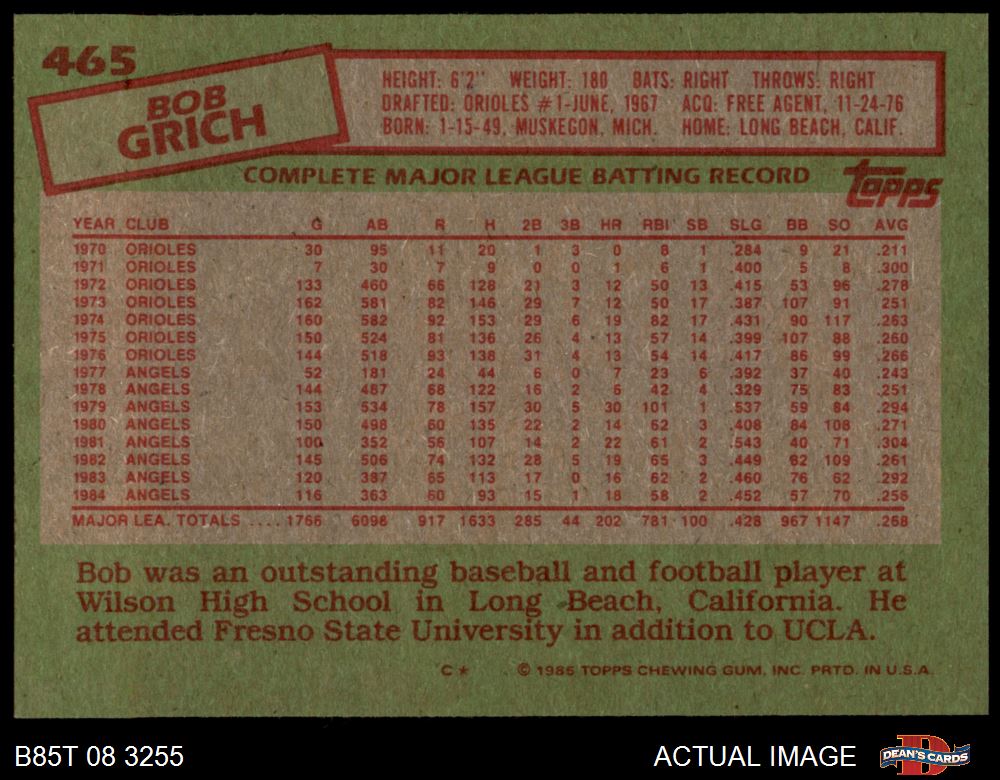 465
BOB
GRICH
HEIGHT: 6'2" WEIGHT: 180 BATS: RIGHT THROWS: RIGHT
DRAFTED: ORIOLES #1-JUNE, 1967 ACQ: FREE AGENT, 11-24-76
BORN: 1-15-49, MUSKEGON, MICH. HOME: LONG BEACH, CALIF.
COMPLETE MAJOR LEAGUE BATTING RECORD
topps
YEAR CLUB G AB R H 2B 3B HR RBI SB SLG BB SO AVG
1970 ORIOLES 30 95 11 20 1 3 0 8 1 .284 9 21 .211
1971 ORIOLES 7 30 7 9 0 0 1 6 1 .400 5 8 .300
1972 ORIOLES 133 460 66 128 21 3 12 50 13 .415 53 96 .278
1973 ORIOLES 162 581 82 146 29 7 12 50 17 .387 107 91 .251
1974 ORIOLES 160 582 92 153 29 6 19 82 17 .431 90 117 .263
1975 ORIOLES 150 524 81 136 26 4 13 57 14 .399 107 88 .260
1976 ORIOLES 144 518 93 138 31 4 13 54 14 .417 86 99 .266
1977 ANGELS 52 181 24 44 6 0 7 23 6 .392 37 40 .243
1978 ANGELS 144 487 68 122 16 2 6 42 4 .329 75 83 .251
1979 ANGELS 153 534 78 157 30 5 30 101 1 .537 59 84 .294
1980 ANGELS 150 498 60 135 22 2 14 62 3 .408 84 108 .271
1981 ANGELS 100 352 56 107 14 2 22 61 2 .543 40 71 .304
1982 ANGELS 145 506 74 132 28 5 19 65 3 .449 82 109 .261
1983 ANGELS 120 387 65 113 17 0 16 62 2 .460 76 62 .292
1984 ANGELS 116 363 60 93 15 1 18 58 2 .452 57 70 .256
MAJOR LEA. TOTALS .... 1766 6098 917 1633 285 44 202 781 100 .428 967 1147 .268
Bob was an outstanding baseball and football player at
Wilson High School in Long Beach, California. He
attended Fresno State University in addition to UCLA.
C* © 1985 TOPPS CHEWING GUM, INC. PRTD. IN U.S.A.
B85T 08 3255 ACTUAL IMAGE DEAN'S CARDS